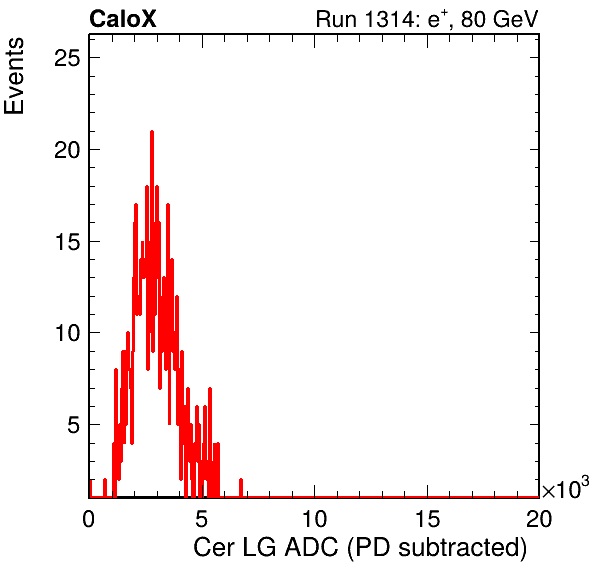 CaloX Run 1314: e⁺, 80 GeV
Events
25
20
15
10
5
0 5 10 15 20
×10³
Cer LG ADC (PD subtracted)